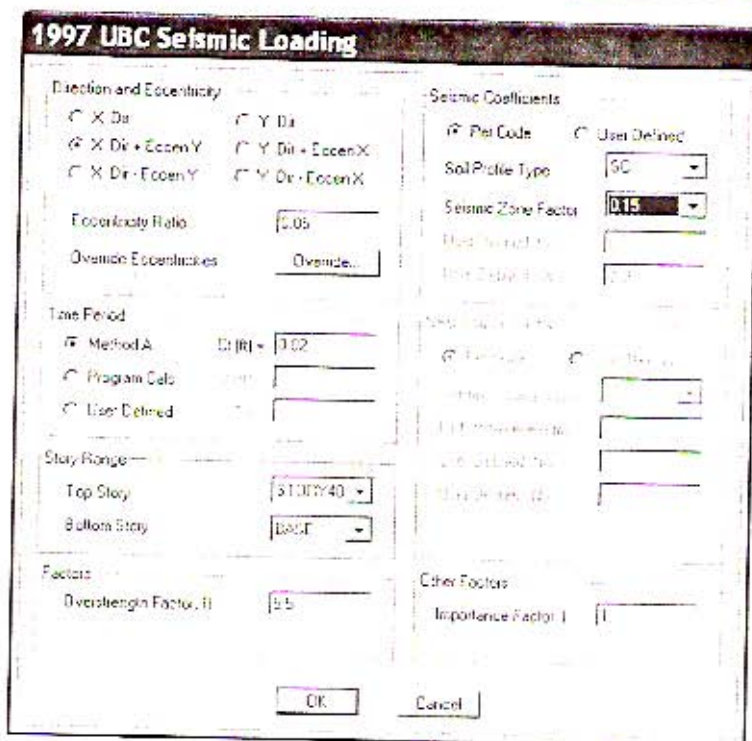 1997 UBC Seismic Loading
Direction and Eccentricity
X Dir
Y Dir
X Dir + Eccen Y
Y Dir + Eccen X
X Dir - Eccen Y
Y Dir - Eccen X
Eccentricity Ratio
0.05
Override Eccentricities
Override...
Time Period
Method A
Ct (ft) =
0.02
Program Calc
User Defined
Story Range
Top Story
STORY40
Bottom Story
BASE
Factors
Overstrength Factor, R
5.5
Seismic Coefficients
Per Code
User Defined
Soil Profile Type
SC
Seismic Zone Factor
0.15
Other Factors
Importance Factor I
1.
OK
Cancel